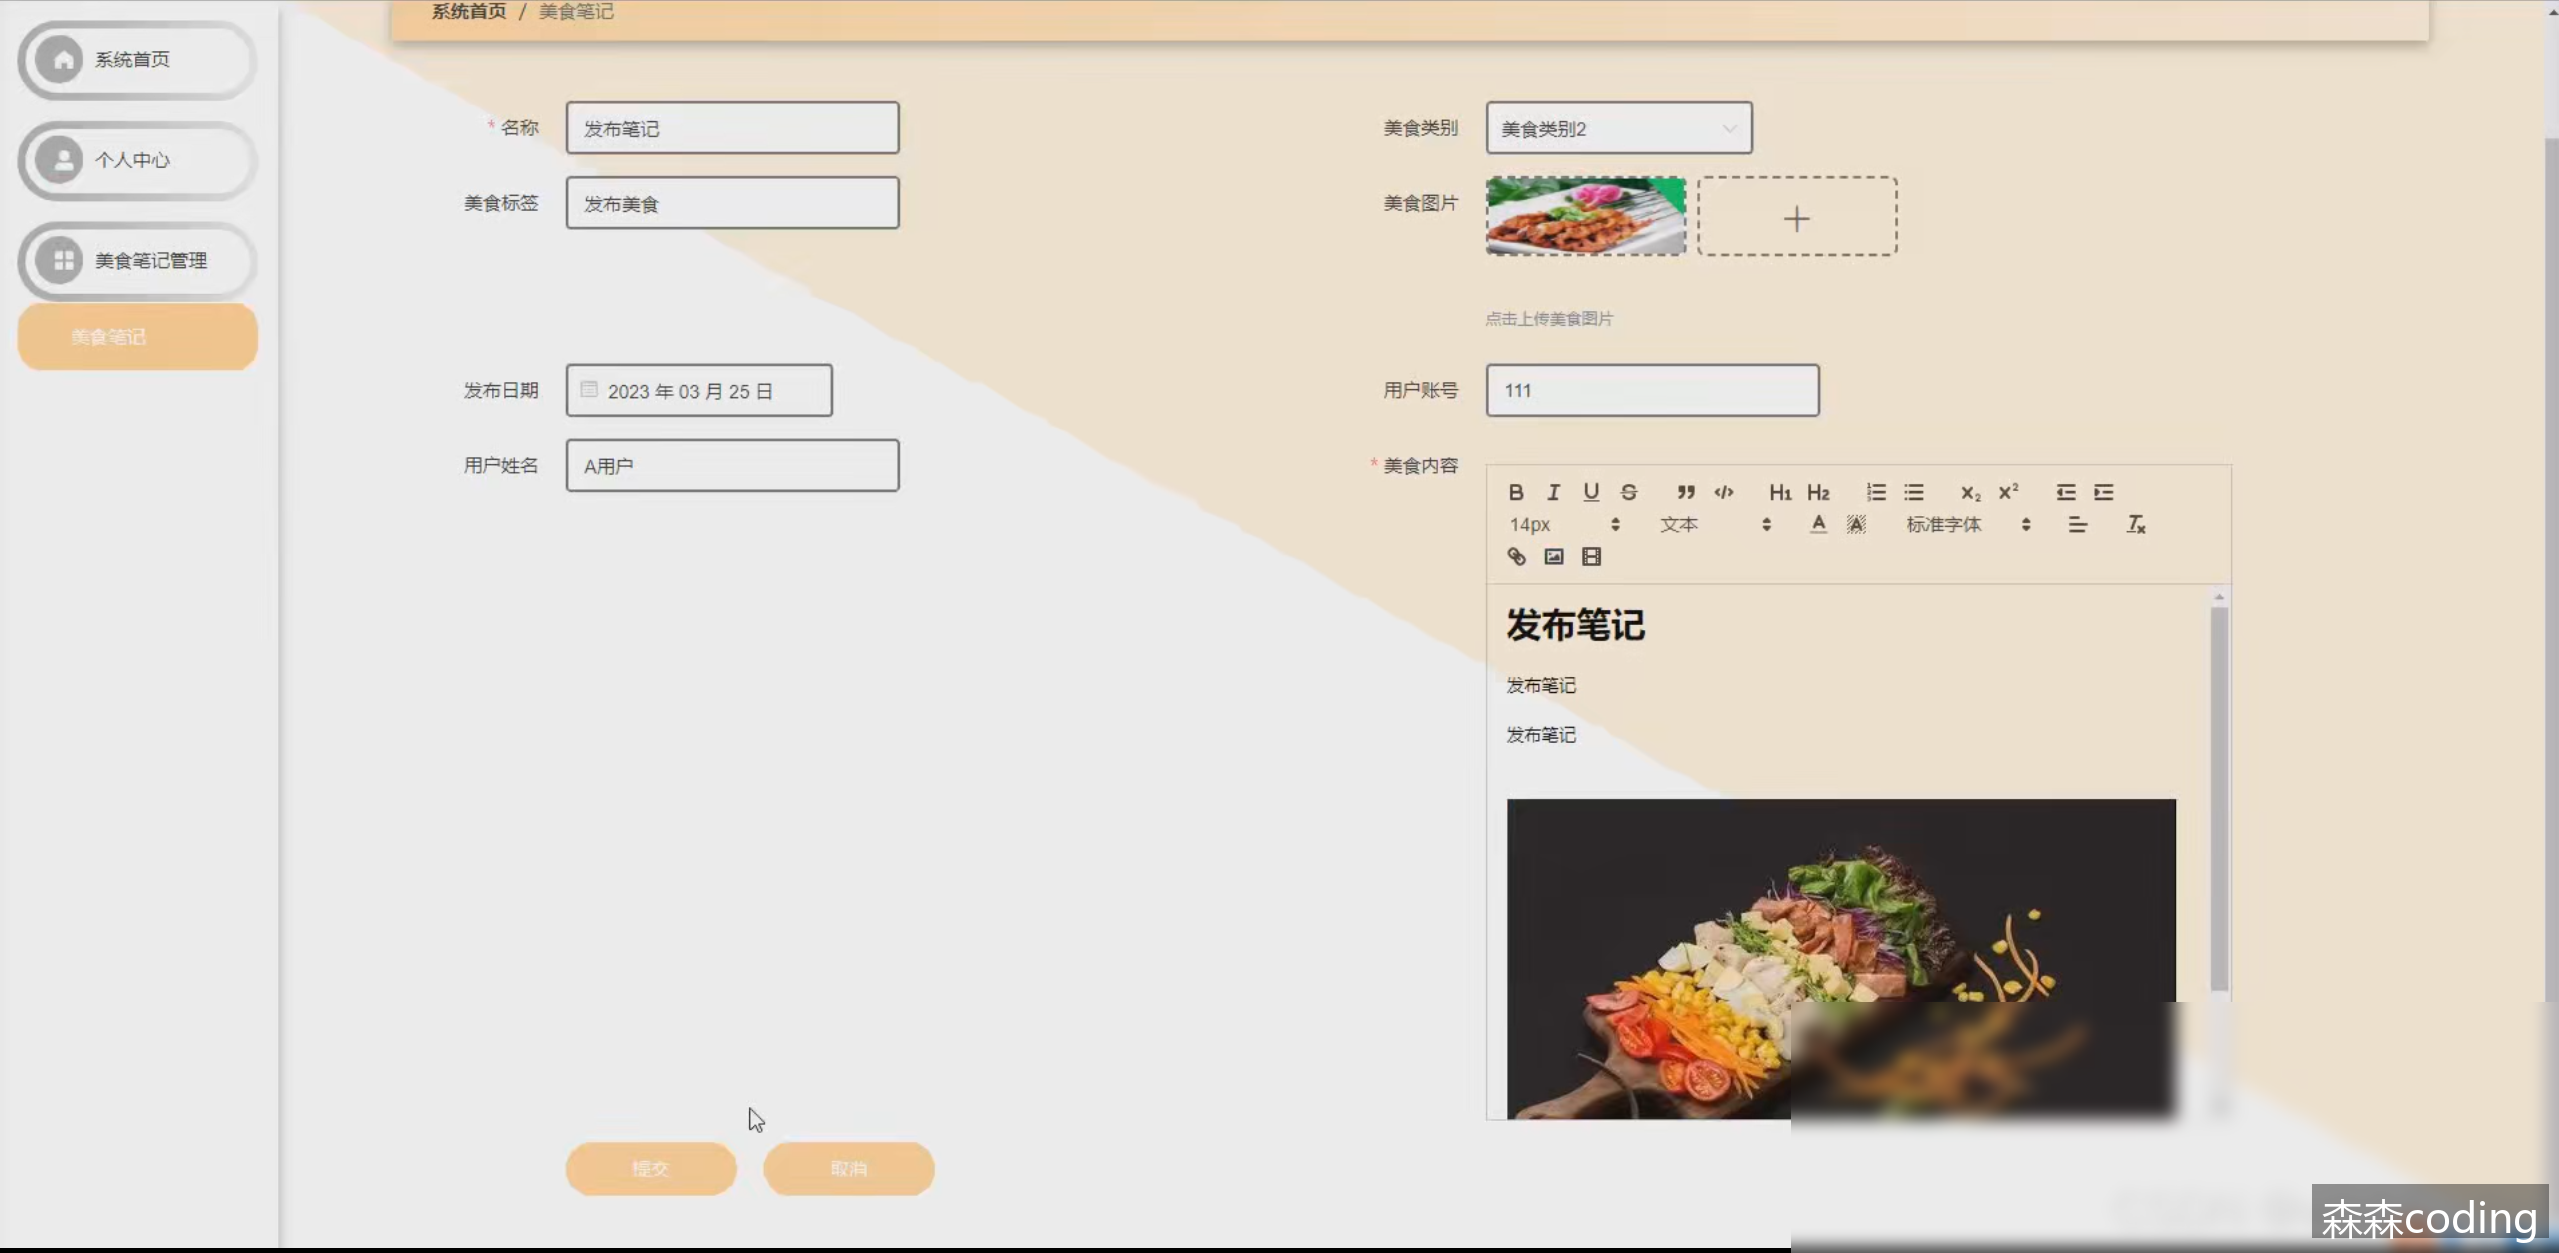 系统首页 / 美食笔记
系统首页
个人中心
美食笔记管理
美食笔记
* 名称
发布笔记
美食类别
美食类别2
美食标签
发布美食
美食图片
点击上传美食图片
发布日期
2023 年 03 月 25 日
用户账号
111
用户姓名
A用户
* 美食内容
B I U S H1 H2 X2 X2
14px 文本 A A 标准字体 Tx
发布笔记
发布笔记
发布笔记
提交 取消
森森coding